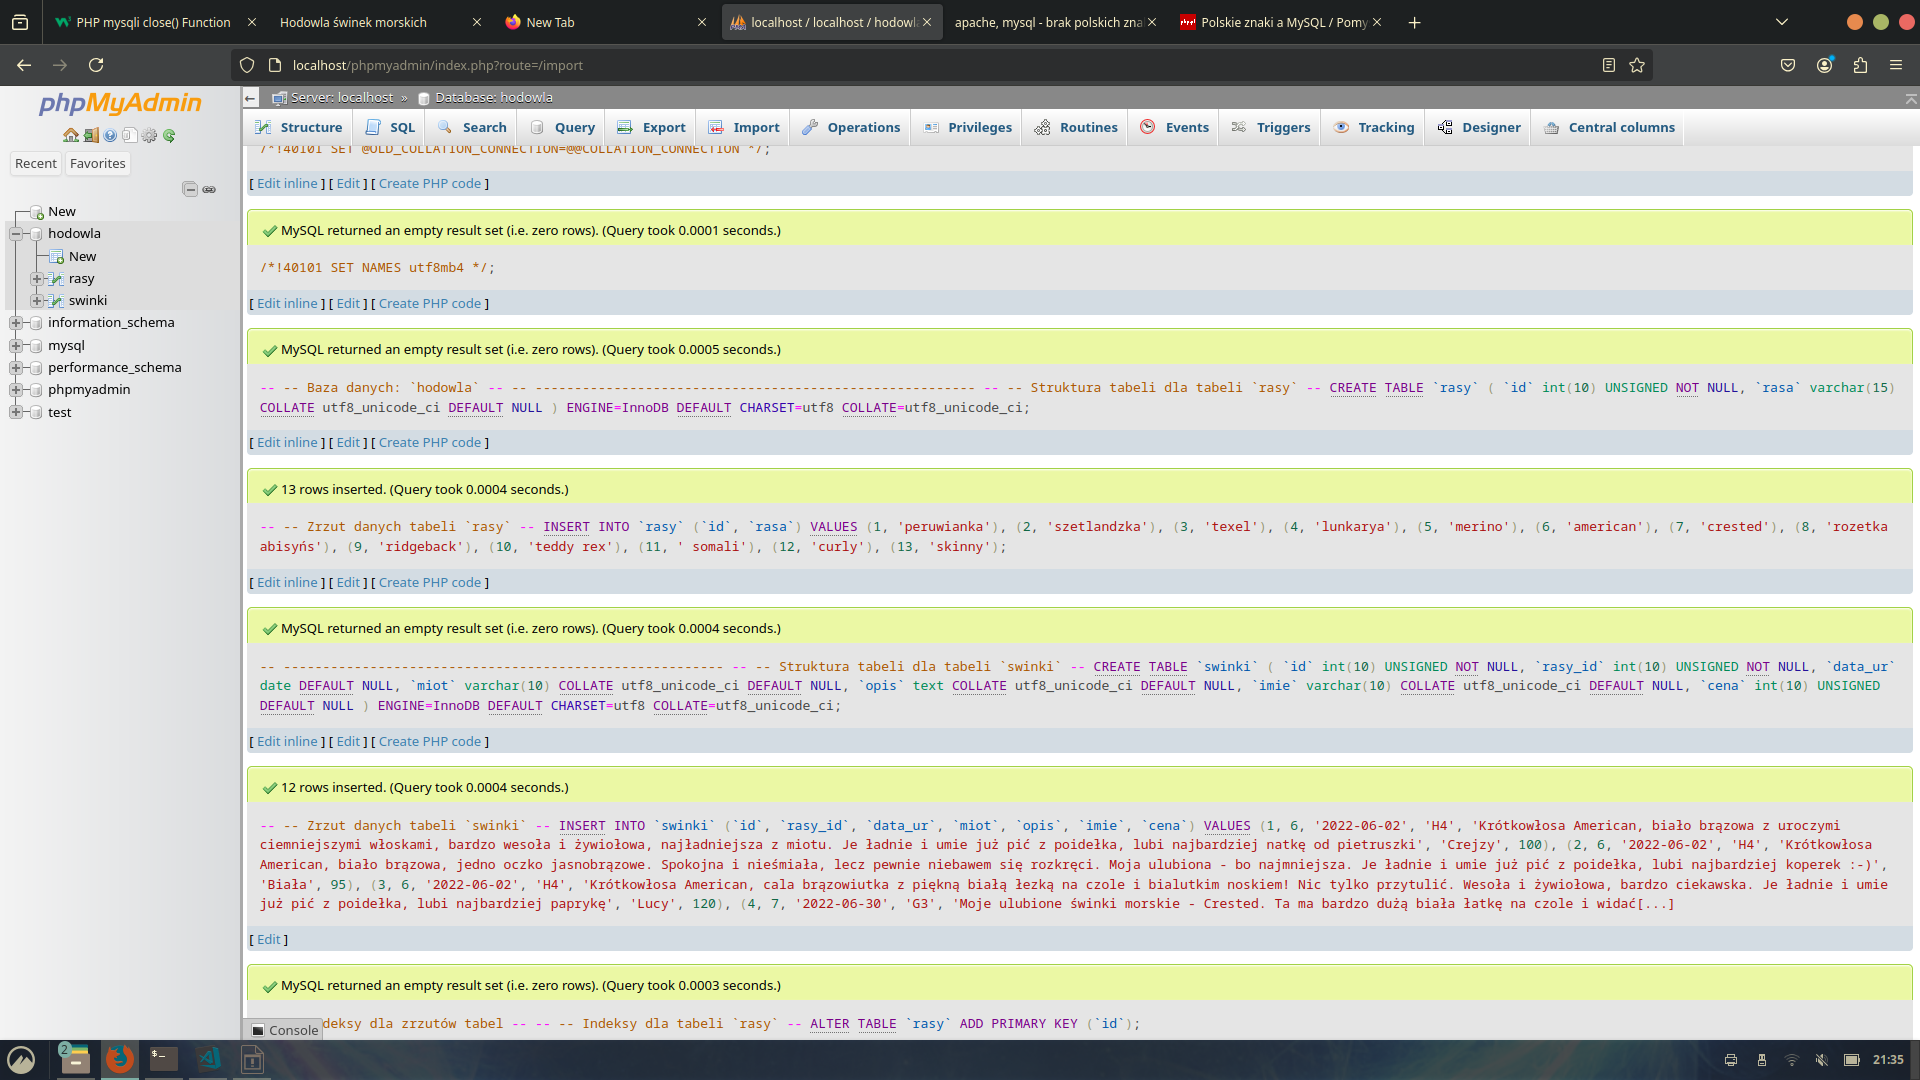 PHP mysqli close() Function
Hodowla świnek morskich
New Tab
localhost / localhost / hodowl
apache, mysql - brak polskich zna
Polskie znaki a MySQL / Pomy
localhost/phpmyadmin/index.php?route=/import
phpMyAdmin
Recent
Favorites
New
hodowla
New
rasy
swinki
information_schema
mysql
performance_schema
phpmyadmin
test
Server: localhost » Database: hodowla
Structure
SQL
Search
Query
Export
Import
Operations
Privileges
Routines
Events
Triggers
Tracking
Designer
Central columns
/*!40101 SET @OLD_COLLATION_CONNECTION=@@COLLATION_CONNECTION */;
[ Edit inline ] [ Edit ] [ Create PHP code ]
MySQL returned an empty result set (i.e. zero rows). (Query took 0.0001 seconds.)
/*!40101 SET NAMES utf8mb4 */;
[ Edit inline ] [ Edit ] [ Create PHP code ]
MySQL returned an empty result set (i.e. zero rows). (Query took 0.0005 seconds.)
-- -- Baza danych: `hodowla` -- -- -------------------------------------------------------- -- -- Struktura tabeli dla tabeli `rasy` -- CREATE TABLE `rasy` ( `id` int(10) UNSIGNED NOT NULL, `rasa` varchar(15)
COLLATE utf8_unicode_ci DEFAULT NULL ) ENGINE=InnoDB DEFAULT CHARSET=utf8 COLLATE=utf8_unicode_ci;
[ Edit inline ] [ Edit ] [ Create PHP code ]
13 rows inserted. (Query took 0.0004 seconds.)
-- -- Zrzut danych tabeli `rasy` -- INSERT INTO `rasy` (`id`, `rasa`) VALUES (1, 'peruwianka'), (2, 'szetlandzka'), (3, 'texel'), (4, 'lunkarya'), (5, 'merino'), (6, 'american'), (7, 'crested'), (8, 'rozetka
abisyńs'), (9, 'ridgeback'), (10, 'teddy rex'), (11, ' somali'), (12, 'curly'), (13, 'skinny');
[ Edit inline ] [ Edit ] [ Create PHP code ]
MySQL returned an empty result set (i.e. zero rows). (Query took 0.0004 seconds.)
-- -------------------------------------------------------- -- -- Struktura tabeli dla tabeli `swinki` -- CREATE TABLE `swinki` ( `id` int(10) UNSIGNED NOT NULL, `rasy_id` int(10) UNSIGNED NOT NULL, `data_ur`
date DEFAULT NULL, `miot` varchar(10) COLLATE utf8_unicode_ci DEFAULT NULL, `opis` text COLLATE utf8_unicode_ci DEFAULT NULL, `imie` varchar(10) COLLATE utf8_unicode_ci DEFAULT NULL, `cena` int(10) UNSIGNED
DEFAULT NULL ) ENGINE=InnoDB DEFAULT CHARSET=utf8 COLLATE=utf8_unicode_ci;
[ Edit inline ] [ Edit ] [ Create PHP code ]
12 rows inserted. (Query took 0.0004 seconds.)
-- -- Zrzut danych tabeli `swinki` -- INSERT INTO `swinki` (`id`, `rasy_id`, `data_ur`, `miot`, `opis`, `imie`, `cena`) VALUES (1, 6, '2022-06-02', 'H4', 'Krótkowłosa American, biało brązowa z uroczymi
ciemniejszymi włoskami, bardzo wesoła i żywiołowa, najładniejsza z miotu. Je ładnie i umie już pić z poidełka, lubi najbardziej natkę od pietruszki', 'Crejzy', 100), (2, 6, '2022-06-02', 'H4', 'Krótkowłosa
American, biało brązowa, jedno oczko jasnobrązowe. Spokojna i nieśmiała, lecz pewnie niebawem się rozkręci. Moja ulubiona - bo najmniejsza. Je ładnie i umie już pić z poidełka, lubi najbardziej koperek :-)',
'Biała', 95), (3, 6, '2022-06-02', 'H4', 'Krótkowłosa American, cala brązowiutka z piękną białą łezką na czole i bialutkim noskiem! Nic tylko przytulić. Wesoła i żywiołowa, bardzo ciekawska. Je ładnie i umie
już pić z poidełka, lubi najbardziej paprykę', 'Lucy', 120), (4, 7, '2022-06-30', 'G3', 'Moje ulubione świnki morskie - Crested. Ta ma bardzo dużą biała łatkę na czole i widać[...]
[ Edit ]
MySQL returned an empty result set (i.e. zero rows). (Query took 0.0003 seconds.)
deksy dla zrzutów tabel -- -- -- Indeksy dla tabeli `rasy` -- ALTER TABLE `rasy` ADD PRIMARY KEY (`id`);
Console
2
21:35